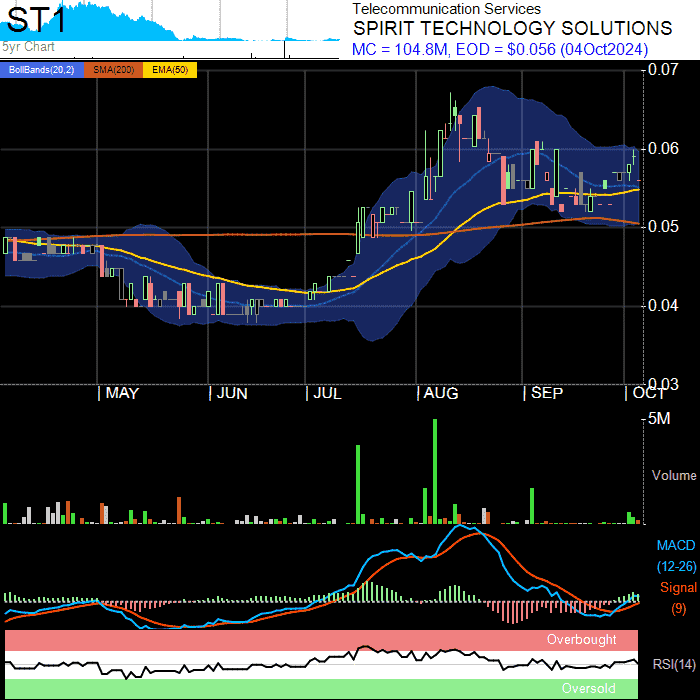 ST1
5yr Chart
Telecommunication Services
SPIRIT TECHNOLOGY SOLUTIONS
MC = 104.8M, EOD = $0.056 (04Oct2024)
BollBands(20,2) SMA(200) EMA(50)
0.07
0.06
0.05
0.04
0.03
MAY JUN JUL AUG SEP OCT
5M
Volume
MACD
(12-26)
Signal
(9)
Overbought
RSI(14)
Oversold